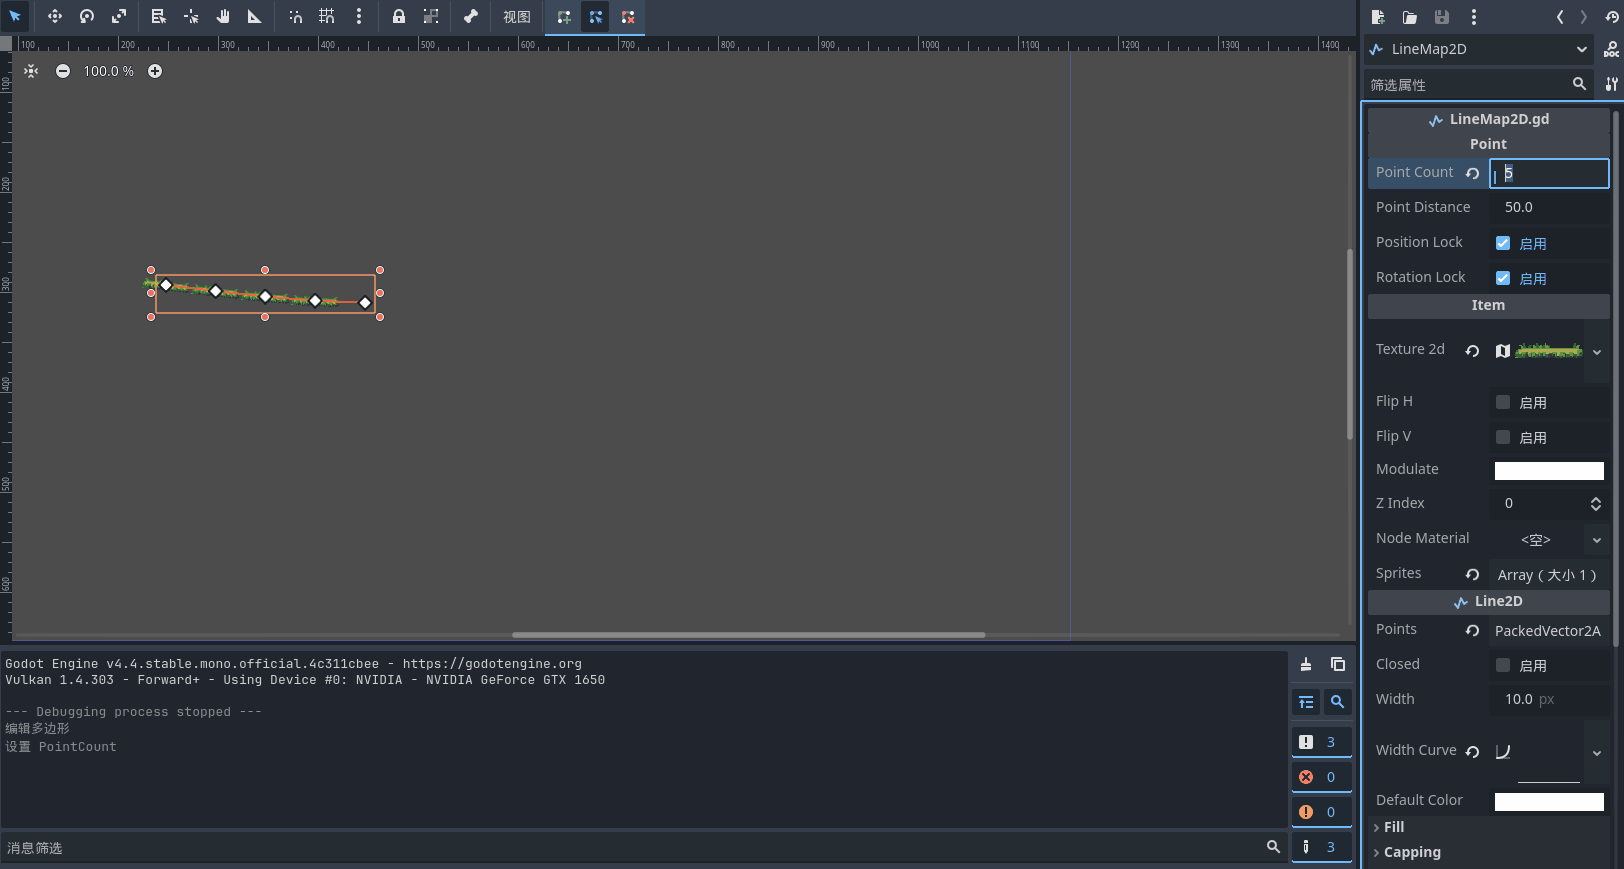 视图
100 200 300 400 500 600 700 800 900 1000 1100 1200 1300 1400
100.0 %
100
200
300
400
500
600
Godot Engine v4.4.stable.mono.official.4c311cbee - https://godotengine.org
Vulkan 1.4.303 - Forward+ - Using Device #0: NVIDIA - NVIDIA GeForce GTX 1650
--- Debugging process stopped ---
编辑多边形
设置 PointCount
消息筛选
3
0
0
3
LineMap2D
DOC
筛选属性
LineMap2D.gd
Point
Point Count 5
Point Distance 50.0
Position Lock 启用
Rotation Lock 启用
Item
Texture 2d
Flip H 启用
Flip V 启用
Modulate
Z Index 0
Node Material <空>
Sprites Array（大小 1）
Line2D
Points PackedVector2A
Closed 启用
Width 10.0 px
Width Curve
Default Color
Fill
Capping